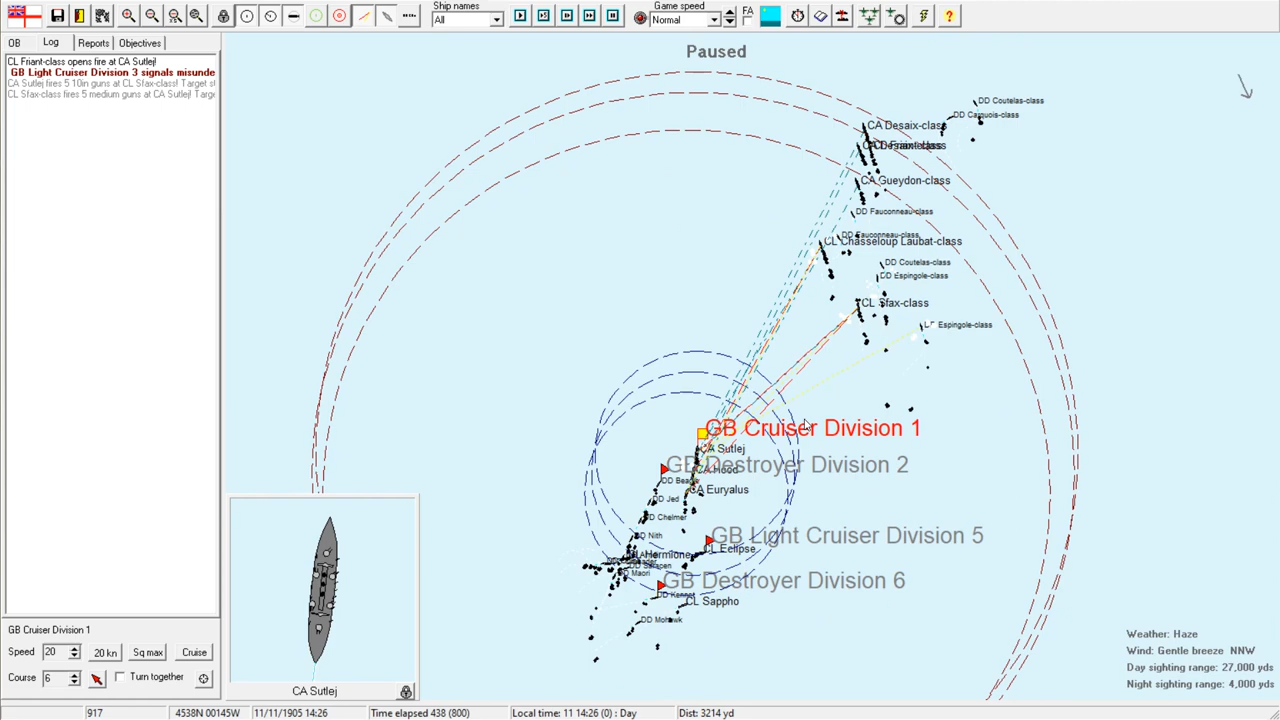 Ship names
All
Game speed
Normal
FA
OB
Log
Reports
Objectives
CL Friant-class opens fire at CA Sutlej!
GB Light Cruiser Division 3 signals misunde
CA Sutlej fires 5 10in guns at CL Sfax-class! Target s
CL Sfax-class fires 5 medium guns at CA Sutlej! Targe
Paused
DD Coutelas-class
DD Carquois-class
CA Desaix-class
CA Gueydon-class
DD Fauconneau-class
DD Fauconneau-class
CL Chasseloup Laubat-class
DD Coutelas-class
DD Espingole-class
CL Sfax-class
Espingole-class
GB Cruiser Division 1
CA Sutlej
GB Destroyer Division 2
CA Hood
DD Beagle
CA Euryalus
DD Jed
DD Chelmer
DD Nith
GB Light Cruiser Division 5
CL Eclipse
Hermione
DD Maori
GB Destroyer Division 6
DD Kennet
CL Sappho
DD Mohawk
GB Cruiser Division 1
Speed
20
20 kn
Sq max
Cruise
Course
6
Turn together
CA Sutlej
Weather: Haze
Wind: Gentle breeze NNW
Day sighting range: 27,000 yds
Night sighting range: 4,000 yds
917
4538N 00145W
11/11/1905 14:26
Time elapsed 438 (800)
Local time: 11 14:26 (0) : Day
Dist: 3214 yd